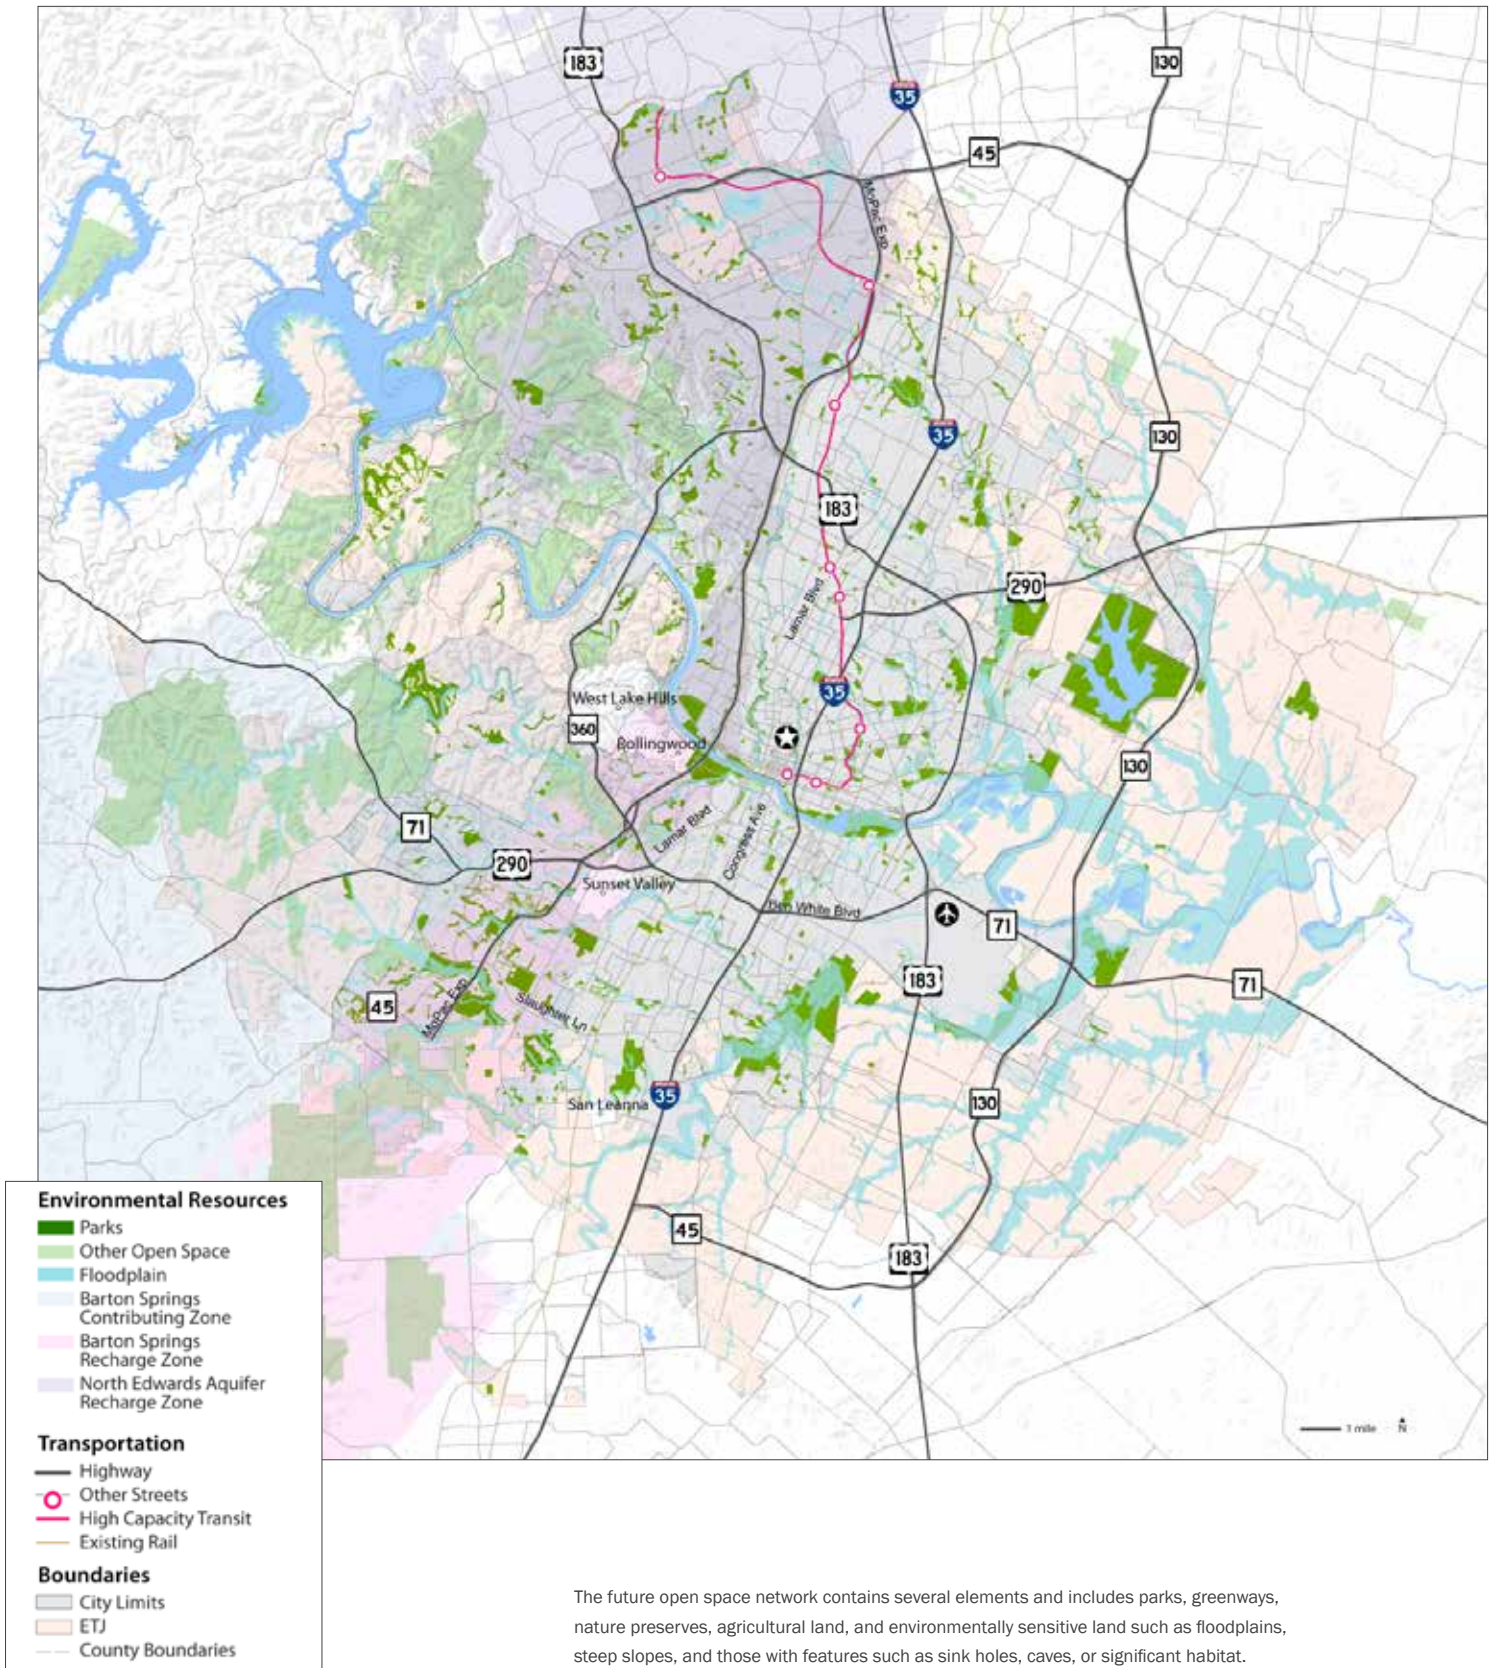 183
35
130
45
MoPac Exp
35
130
183
290
Lamar Blvd
35
West Lake Hills
360
Rollingwood
130
71
Lamar Blvd
Congress Ave
290
Sunset Valley
Ben White Blvd
71
183
71
45
MoPac Exp
Slaughter Ln
San Leanna
35
130
45
183
1 mile
N
Environmental Resources
Parks
Other Open Space
Floodplain
Barton Springs
Contributing Zone
Barton Springs
Recharge Zone
North Edwards Aquifer
Recharge Zone
Transportation
Highway
Other Streets
High Capacity Transit
Existing Rail
Boundaries
City Limits
ETJ
County Boundaries
The future open space network contains several elements and includes parks, greenways,
nature preserves, agricultural land, and environmentally sensitive land such as floodplains,
steep slopes, and those with features such as sink holes, caves, or significant habitat.